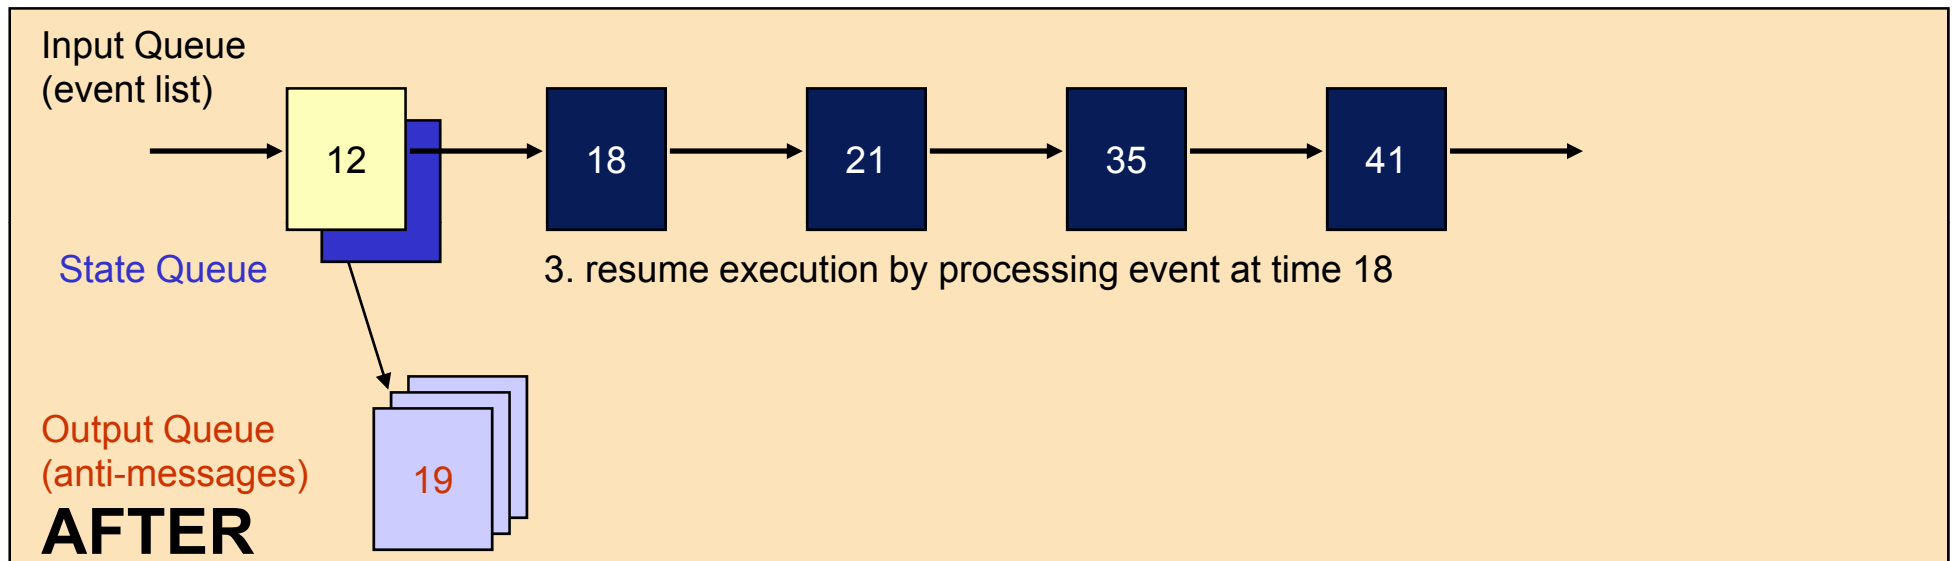 Input Queue
(event list)
12
18
21
35
41
State Queue
3. resume execution by processing event at time 18
Output Queue
(anti-messages)
19
AFTER